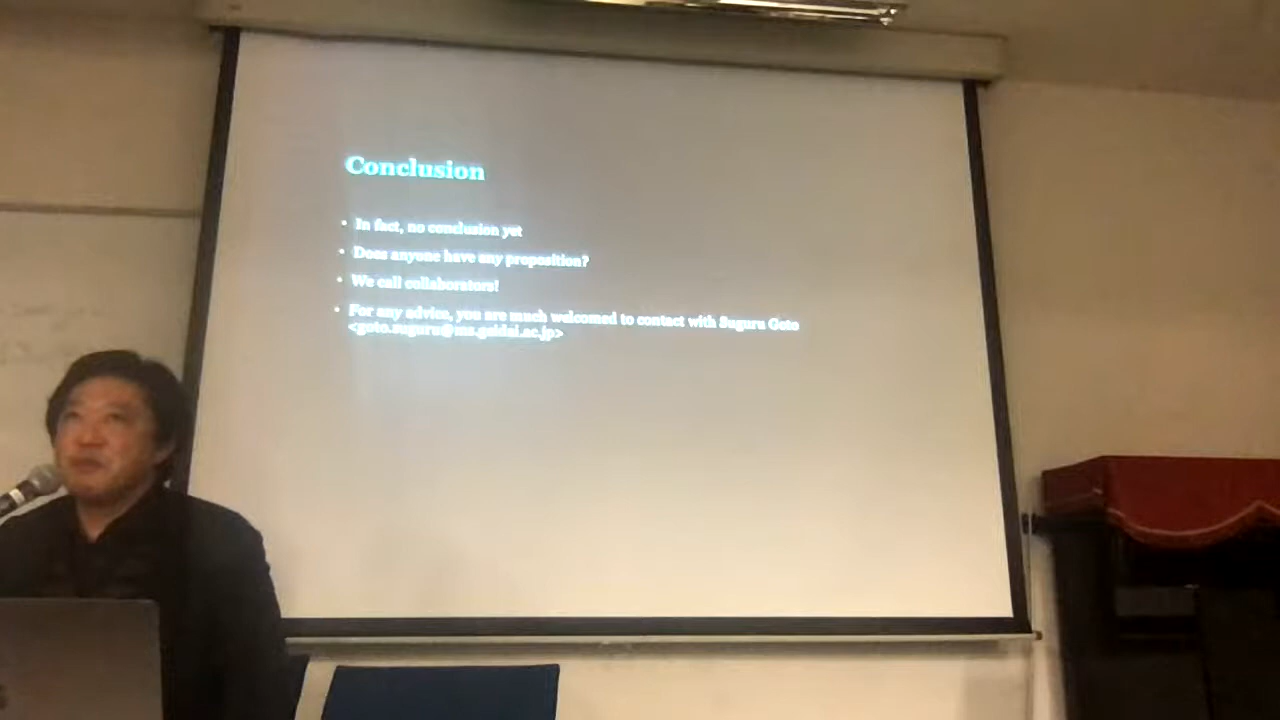 Conclusion
• In fact, no conclusion yet
• Does anyone have any proposition?
• We call collaborators!
• For any advice, you are much welcomed to contact with Suguru Goto
<goto.suguru@ms.geidai.ac.jp>